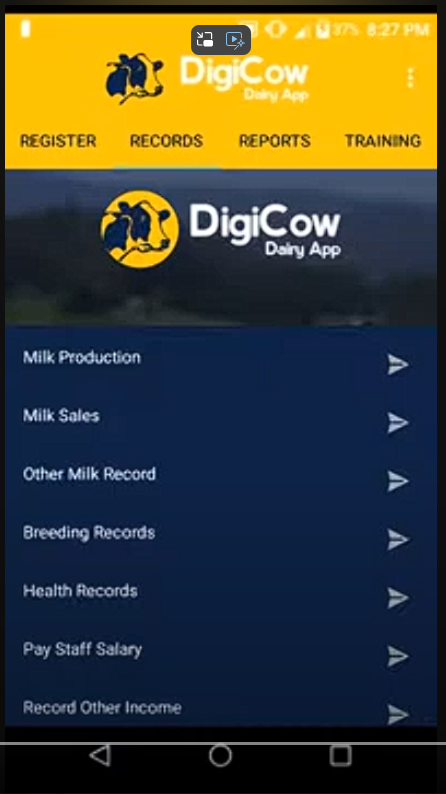 37% 8:27 PM
DigiCow
Dairy App
REGISTER RECORDS REPORTS TRAINING
DigiCow
Dairy App
Milk Production
Milk Sales
Other Milk Record
Breeding Records
Health Records
Pay Staff Salary
Record Other Income